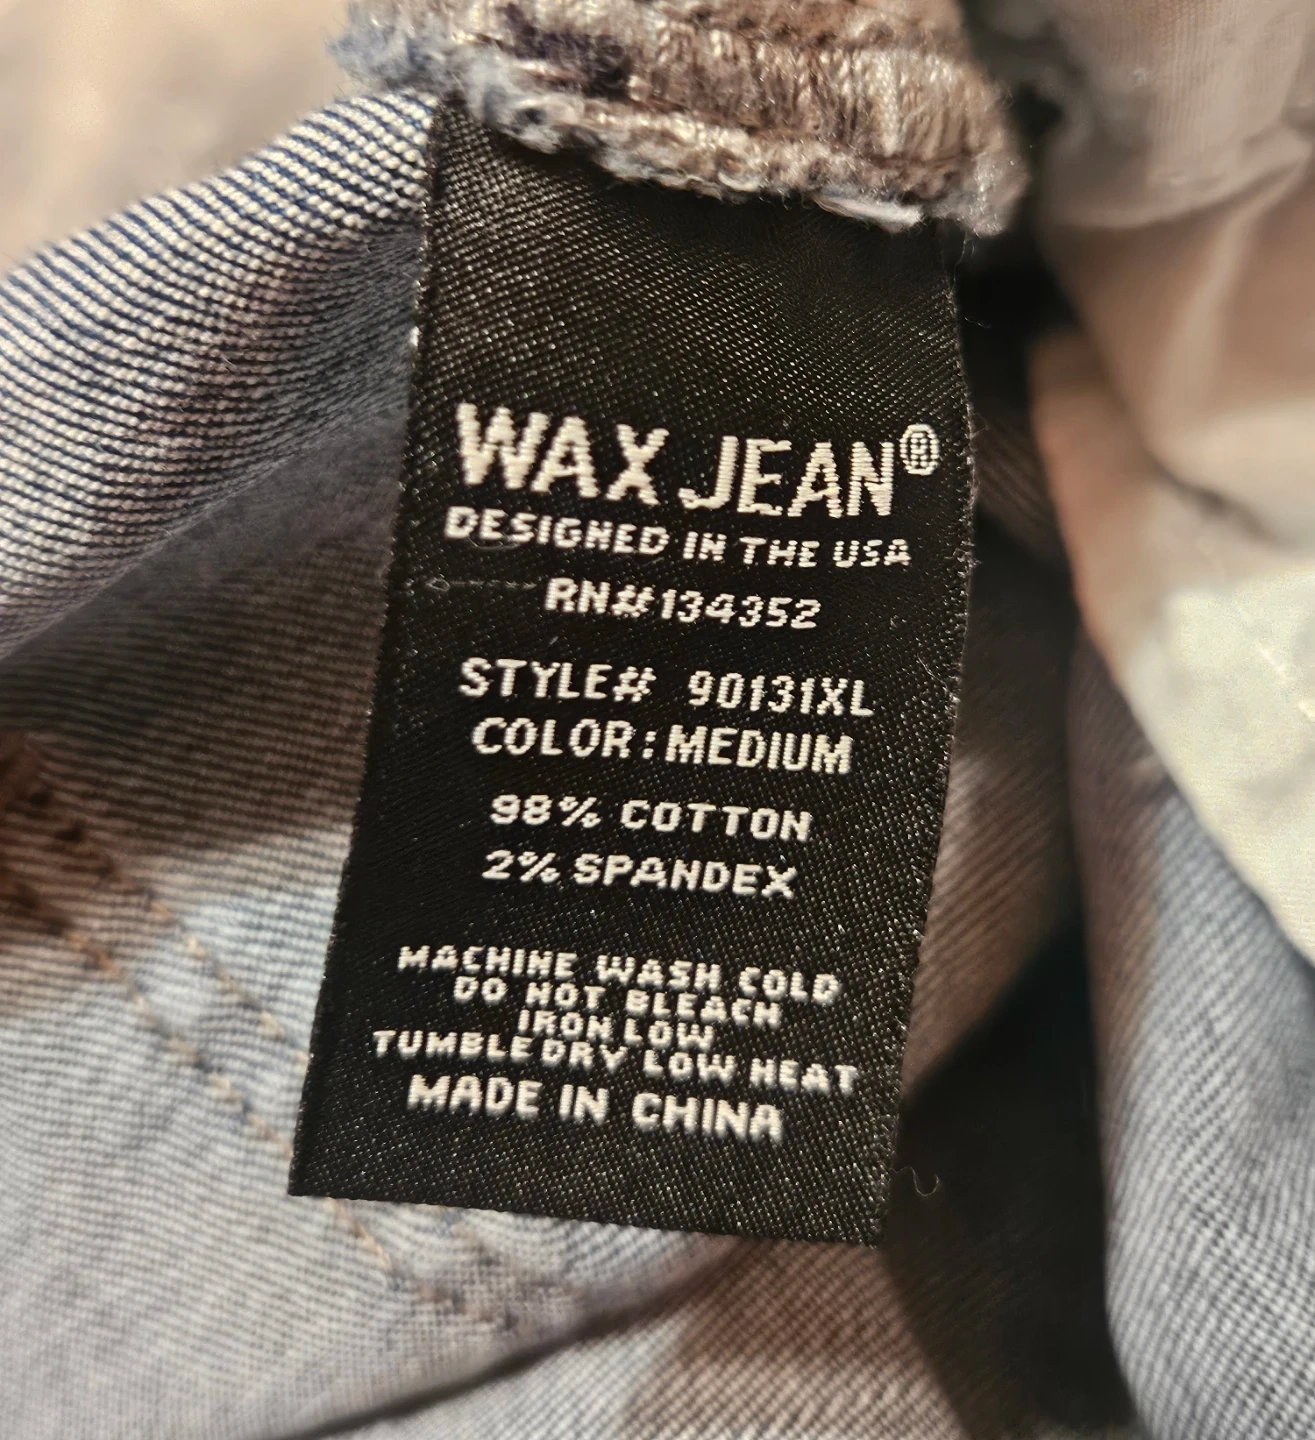 WAX JEAN®
DESIGNED IN THE USA
RN#134352
STYLE# 90131XL
COLOR:MEDIUM
98% COTTON
2% SPANDEX
MACHINE WASH COLD
DO NOT BLEACH
IRON LOW
TUMBLE DRY LOW HEAT
MADE IN CHINA